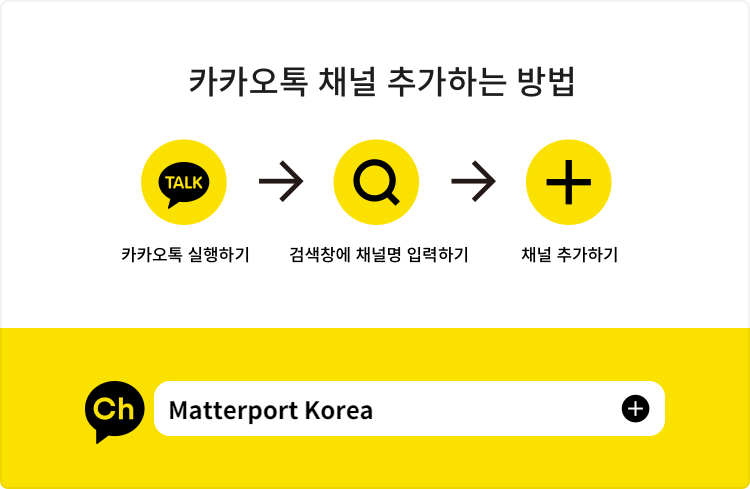 카카오톡 채널 추가하는 방법
TALK
카카오톡 실행하기
검색창에 채널명 입력하기
채널 추가하기
Ch
Matterport Korea